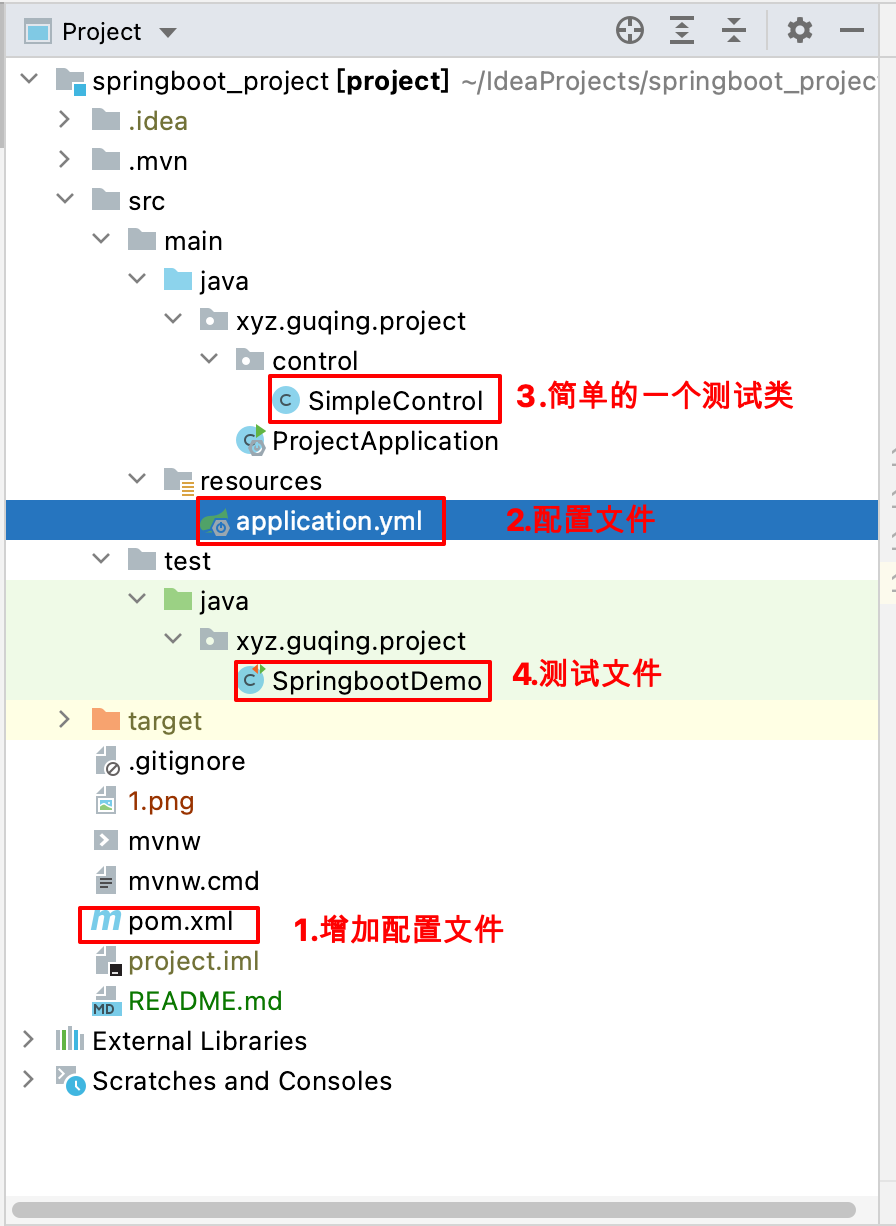 Project
springboot_project [project] ~/IdeaProjects/springboot_projec
.idea
.mvn
src
main
java
xyz.guqing.project
control
SimpleControl 3.简单的一个测试类
ProjectApplication
resources
application.yml 2.配置文件
test
java
xyz.guqing.project
SpringbootDemo 4.测试文件
target
.gitignore
1.png
mvnw
mvnw.cmd
pom.xml 1.增加配置文件
project.iml
MD README.md
External Libraries
Scratches and Consoles